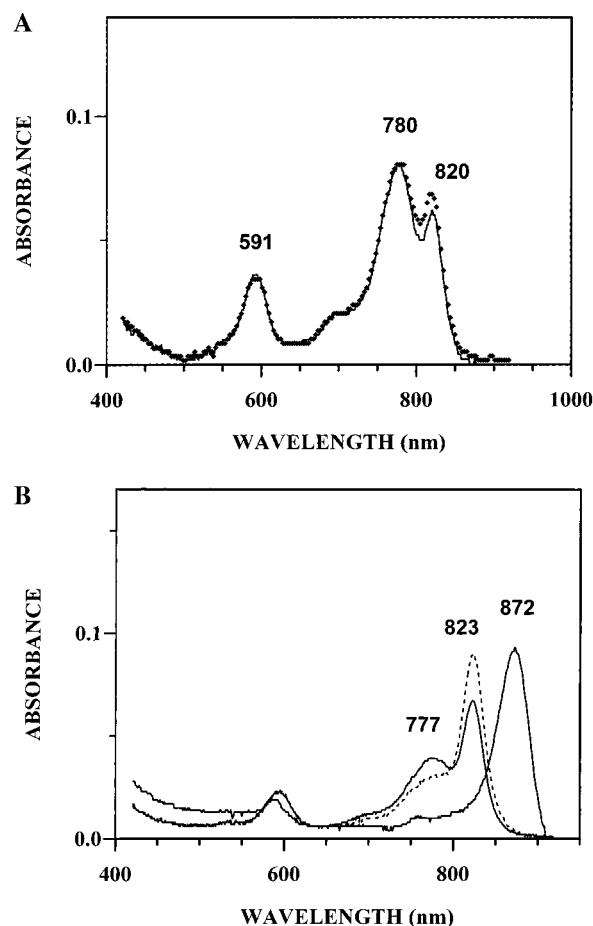 A
ABSORBANCE
0.1
0.0
591
780
820
400
600
800
1000
WAVELENGTH (nm)
B
ABSORBANCE
0.1
0.0
777
823
872
400
600
800
WAVELENGTH (nm)